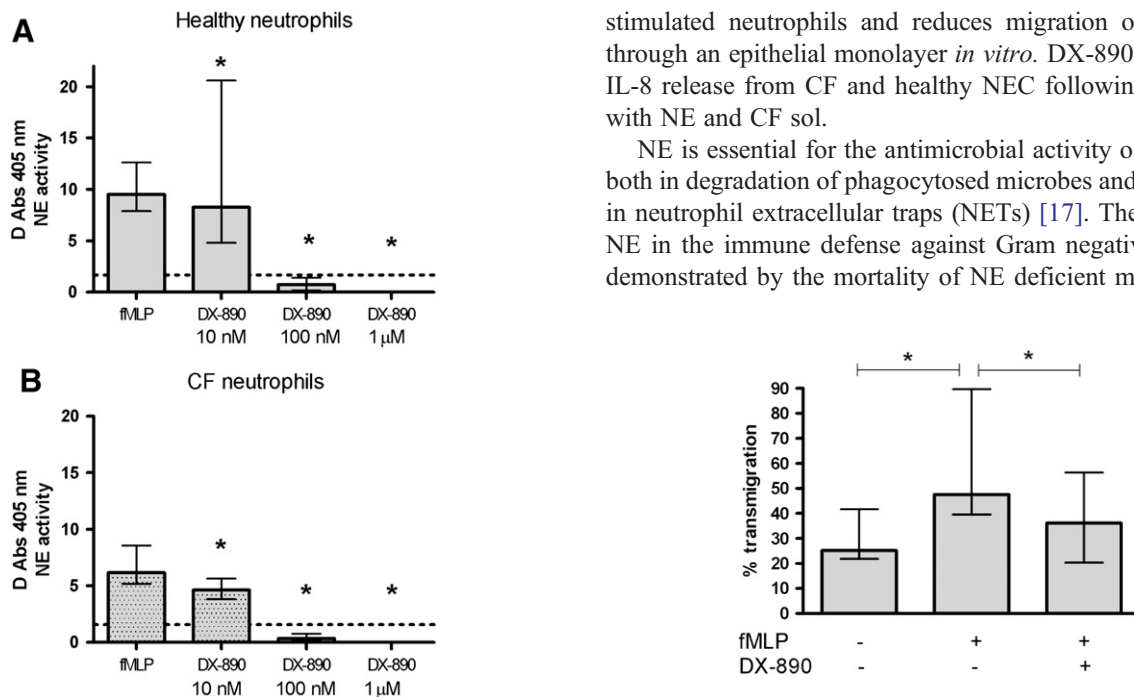 A
Healthy neutrophils
D Abs 405 nm
NE activity
20
15
10
5
0
*
*
*
fMLP
DX-890
10 nM
DX-890
100 nM
DX-890
1 μM
B
CF neutrophils
D Abs 405 nm
NE activity
20
15
10
5
0
*
*
*
fMLP
DX-890
10 nM
DX-890
100 nM
DX-890
1 μM
stimulated neutrophils and reduces migration o
through an epithelial monolayer in vitro. DX-890
IL-8 release from CF and healthy NEC followin
with NE and CF sol.
NE is essential for the antimicrobial activity o
both in degradation of phagocytosed microbes and
in neutrophil extracellular traps (NETs) [17]. The
NE in the immune defense against Gram negativ
demonstrated by the mortality of NE deficient m
*
*
% transmigration
90
80
70
60
50
40
30
20
10
0
fMLP - + +
DX-890 - - +